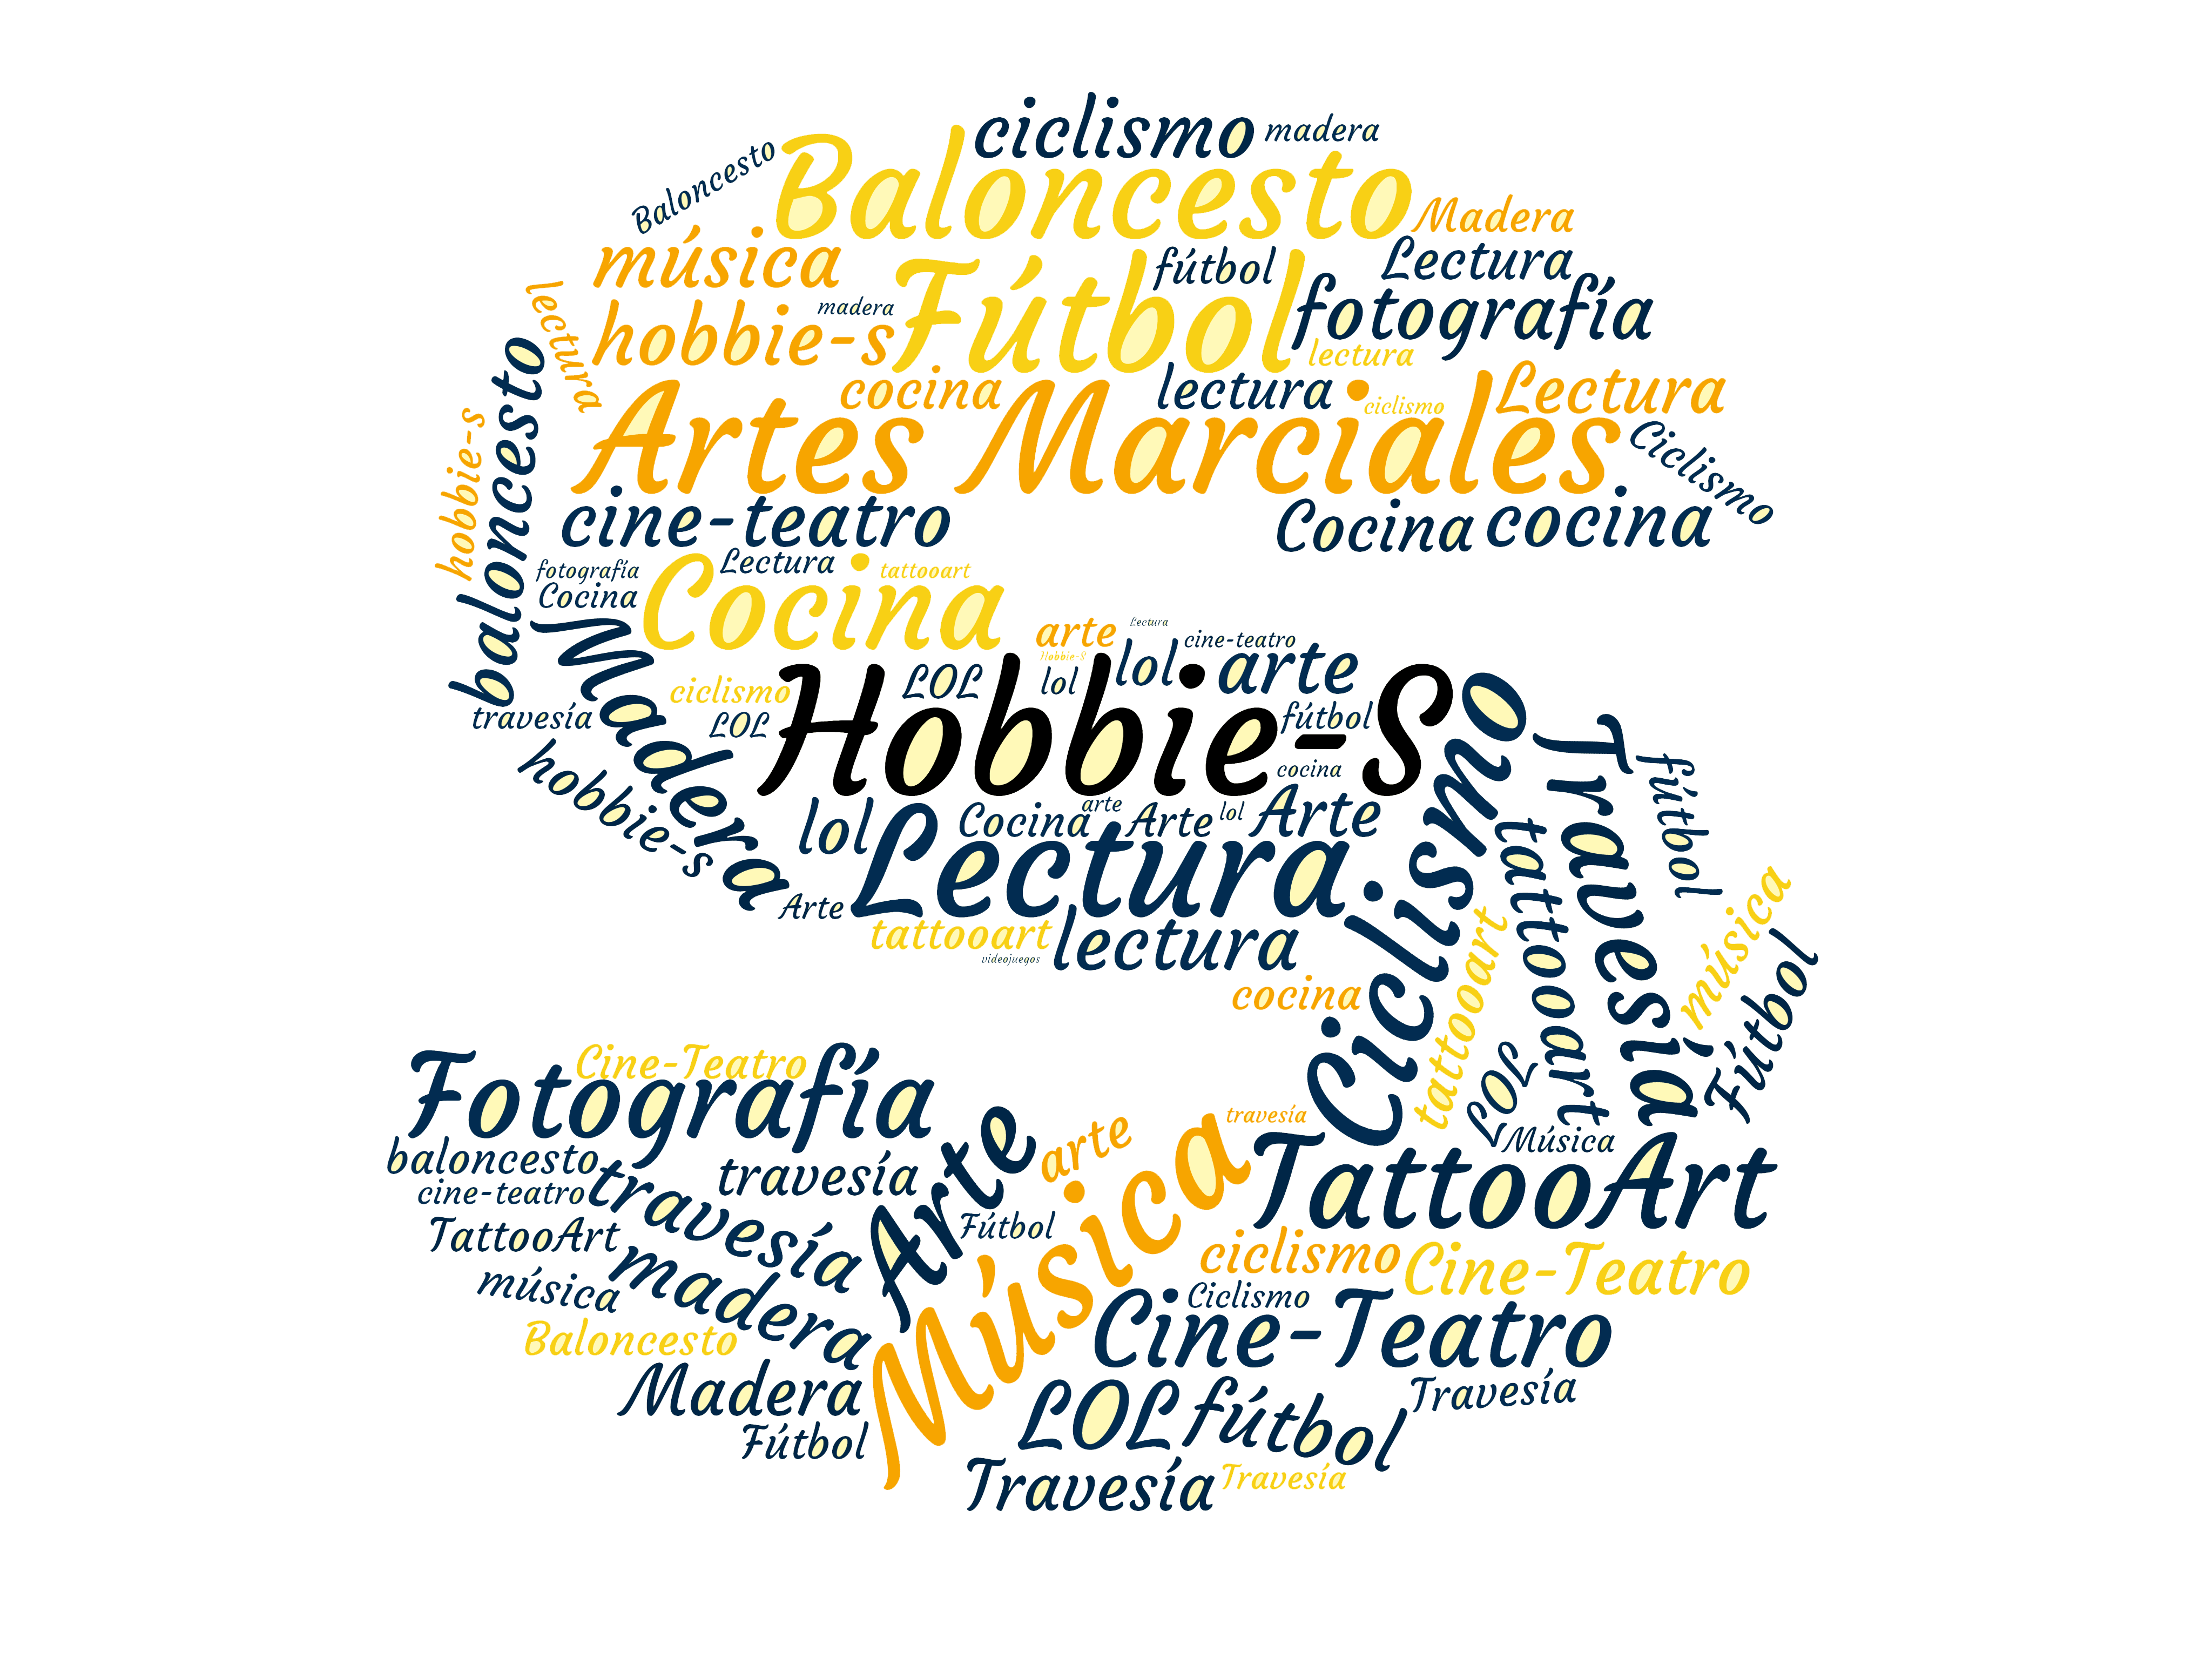 ciclismo
madera
Baloncesto
Baloncesto
Madera
música
fútbol
Lectura
Fútbol
fotografía
madera
hobbie-s
lectura
lectura
cocina
lectura
ciclismo
Lectura
Artes Marciales
Ciclismo
baloncesto
hobbie-s
cine-teatro
Cocina
cocina
fotografía
Lectura
tattooart
Cocina
Cocina
arte
Lectura
cine-teatro
Hobbie-S
lol
lol
arte
Madera
ciclismo
LOL
travesía
LOL
Hobbie-S
fútbol
cocina
hobbie-s
lol
Cocina
arte
Arte
lol
Arte
Lectura
Arte
tattooart
lectura
videojuegos
cocina
Ciclismo
Travesía
fútbol
tattooart
tattooart
música
Fútbol
LOL
Música
Cine-Teatro
Fotografía
baloncesto
travesía
cine-teatro
travesía
Arte
arte
travesía
TattooArt
TattooArt
Fútbol
Música
madera
música
ciclismo
Cine-Teatro
Ciclismo
Baloncesto
Cine-Teatro
Madera
LOL
fútbol
Travesía
Fútbol
Travesía
Travesía